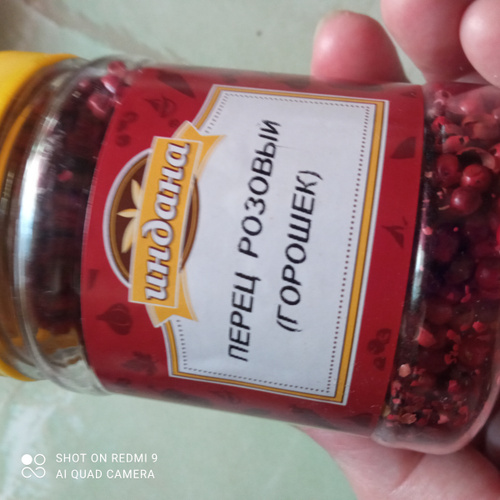 индана
ПЕРЕЦ РОЗОВЫЙ
(ГОРОШЕК)
SHOT ON REDMI 9
AI QUAD CAMERA